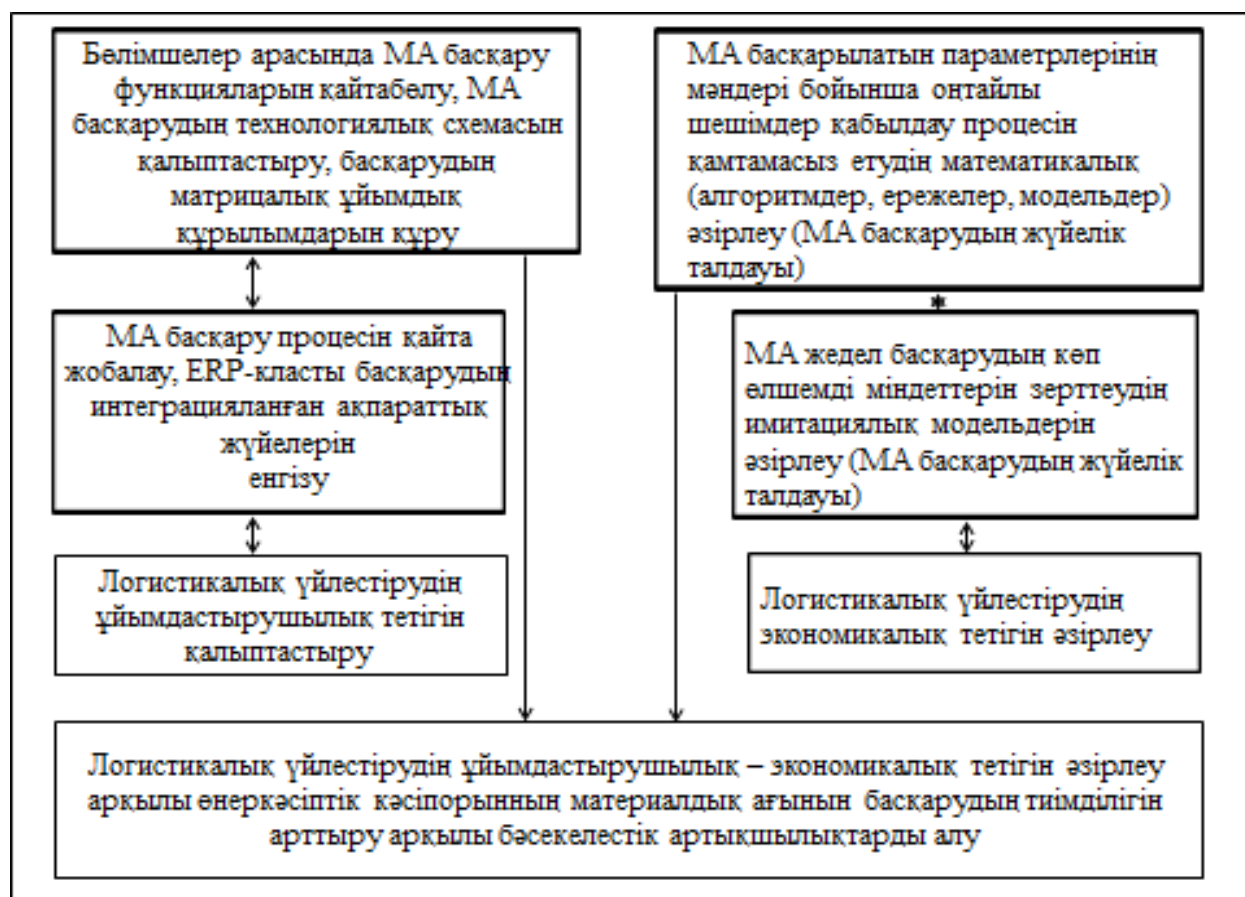 Бөлімшелер арасында МА басқару
функцияларын қайтабөлу, МА
басқарудың технологиялық схемасын
қалыптастыру, басқарудың
матрицалық ұйымдық
құрылымдарын құру
МА басқару процесін қайта
жобалау, ERP-класты басқарудың
интеграцияланған ақпараттық
жүйелерін
енгізу
Логистикалық үйлестірудің
ұйымдастырушылық тетігін
қалыптастыру
МА басқарылатын параметрлерінің
мәндері бойынша оңтайлы
шешімдер қабылдау процесін
қамтамасыз етудің математикалық
(алгоритмдер, ережелер, модельдер)
әзірлеу (МА басқарудың жүйелік
талдауы)
МА жедел басқарудың көп
өлшемді міндеттерін зерттеудің
имитациялық модельдерін
әзірлеу (МА басқарудың жүйелік
талдауы)
Логистикалық үйлестірудің
экономикалық тетігін әзірлеу
Логистикалық үйлестірудің ұйымдастырушылық – экономикалық тетігін әзірлеу
арқылы өнеркәсіптік кәсіпорынның материалдық ағынын басқарудың тиімділігін
арттыру арқылы бәсекелестік артықшылықтарды алу